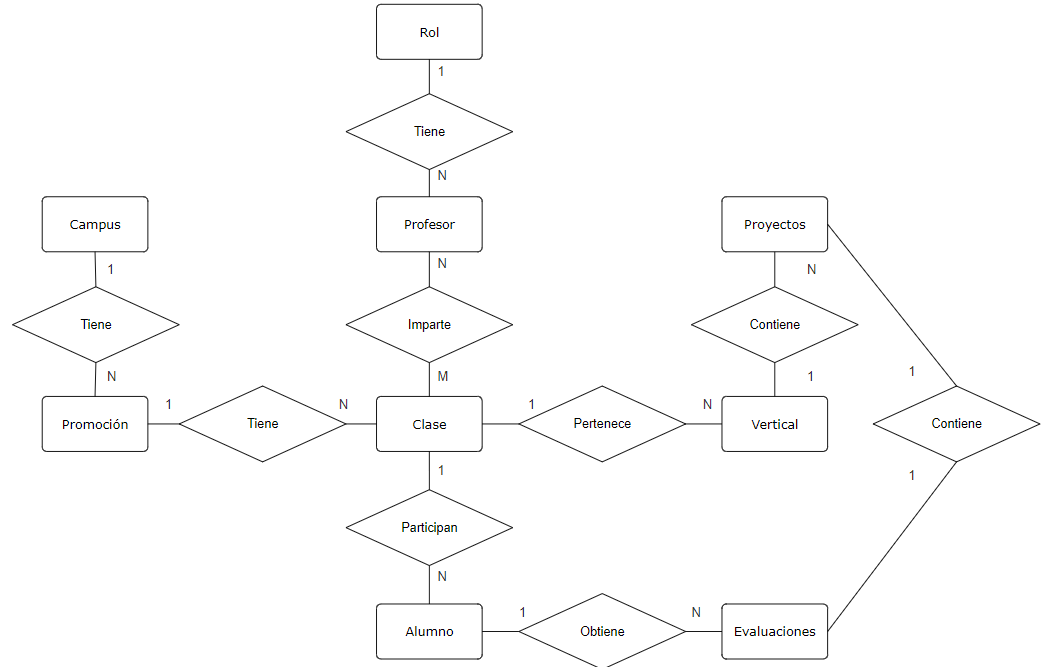 Rol
1
Tiene
N
Campus
Profesor
Proyectos
1
N
N
Tiene
Imparte
Contiene
N
M
1
1
Promoción
1
Tiene
N
Clase
1
Pertenece
N
Vertical
Contiene
1
1
Participan
N
Alumno
1
Obtiene
N
Evaluaciones